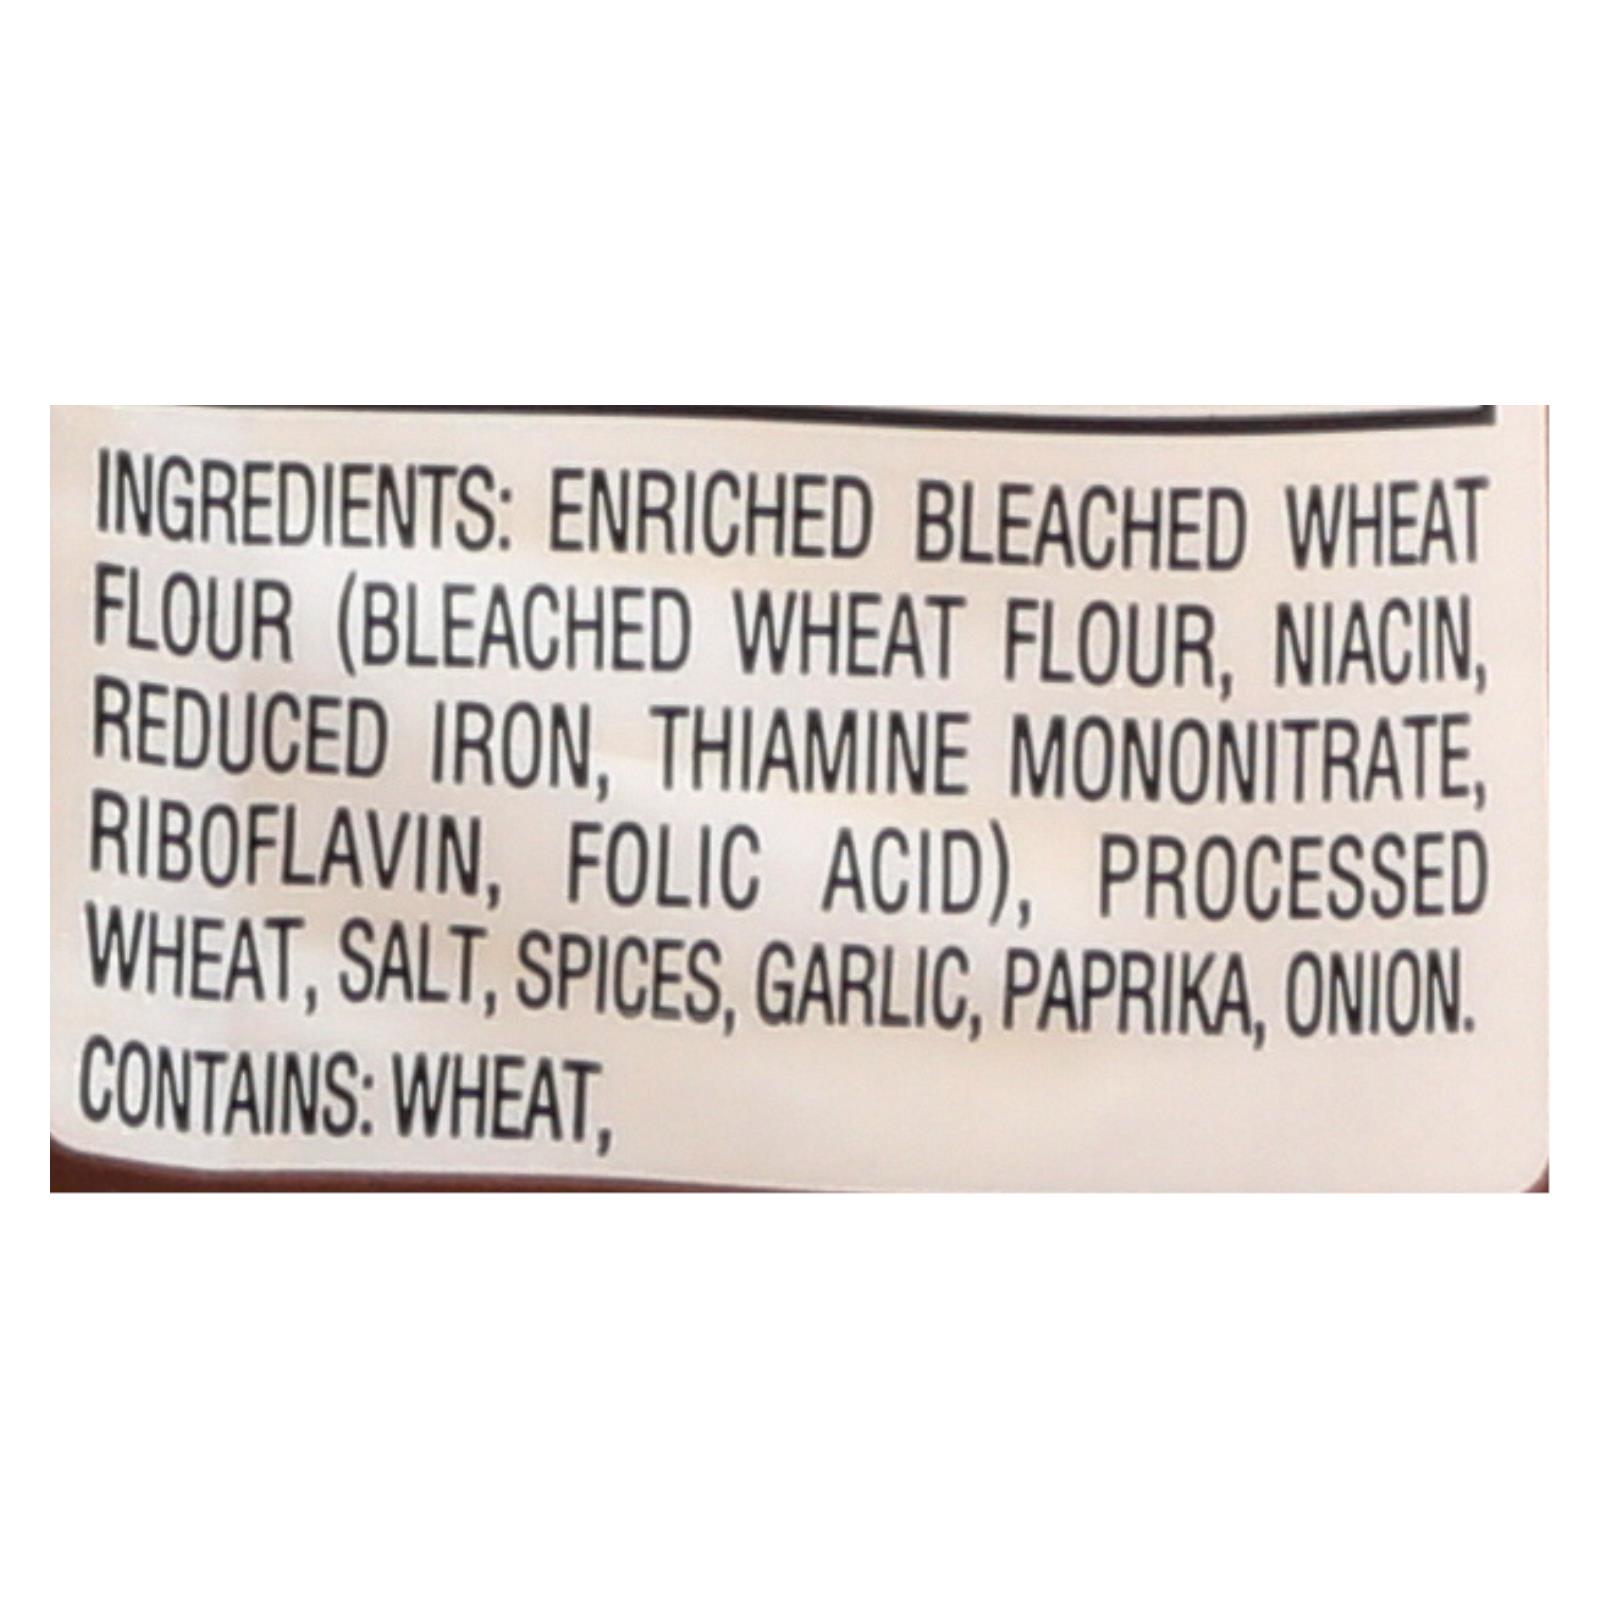 INGREDIENTS: ENRICHED BLEACHED WHEAT
FLOUR (BLEACHED WHEAT FLOUR, NIACIN,
REDUCED IRON, THIAMINE MONONITRATE,
RIBOFLAVIN, FOLIC ACID), PROCESSED
WHEAT, SALT, SPICES, GARLIC, PAPRIKA, ONION.
CONTAINS: WHEAT,